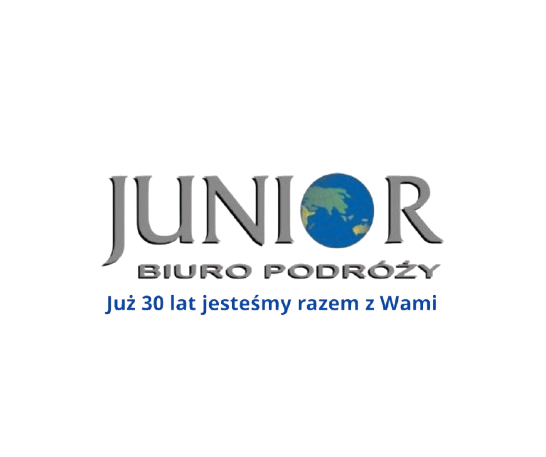 JUNIOR
BIURO PODRÓŻY
Już 30 lat jesteśmy razem z Wami